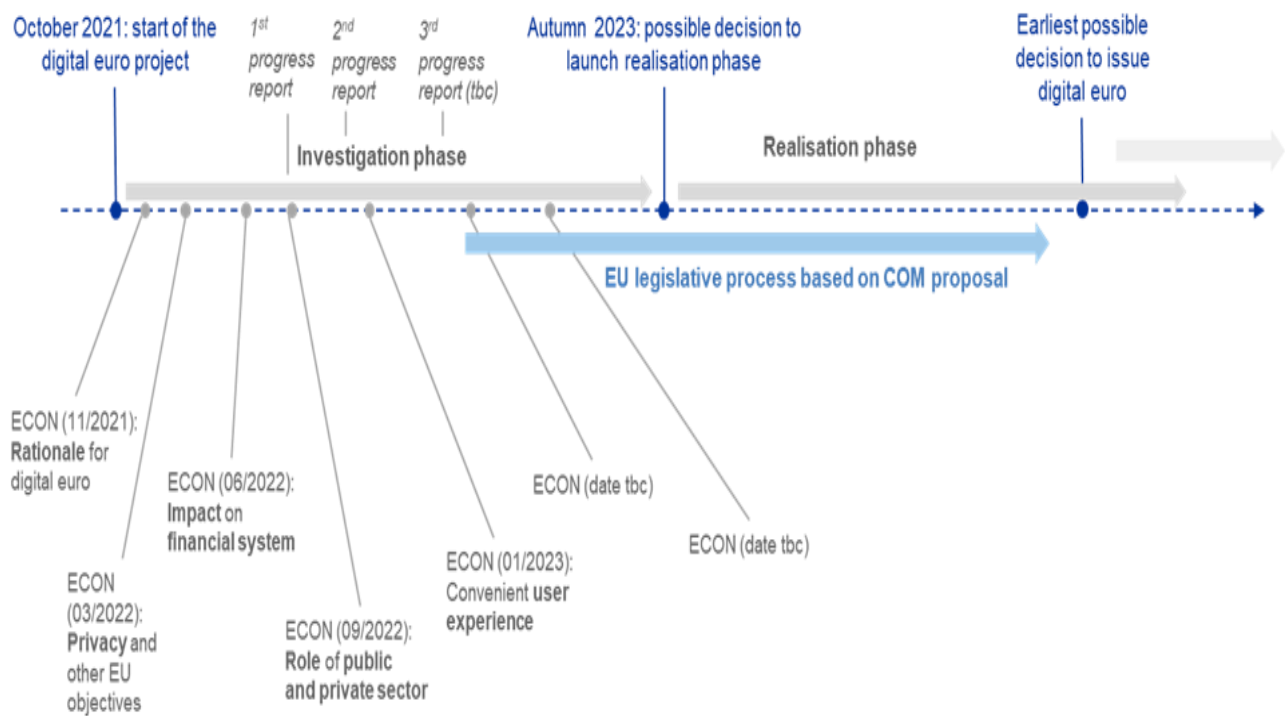 October 2021: start of the
digital euro project
1st
progress
report
2nd
progress
report
3rd
progress
report (tbc)
Autumn 2023: possible decision to
launch realisation phase
Earliest possible
decision to issue
digital euro
Investigation phase
Realisation phase
EU legislative process based on COM proposal
ECON (11/2021):
Rationale for
digital euro
ECON
(03/2022):
Privacy and
other EU
objectives
ECON (06/2022):
Impact on
financial system
ECON (09/2022):
Role of public
and private sector
ECON (01/2023):
Convenient user
experience
ECON (date tbc)
ECON (date tbc)